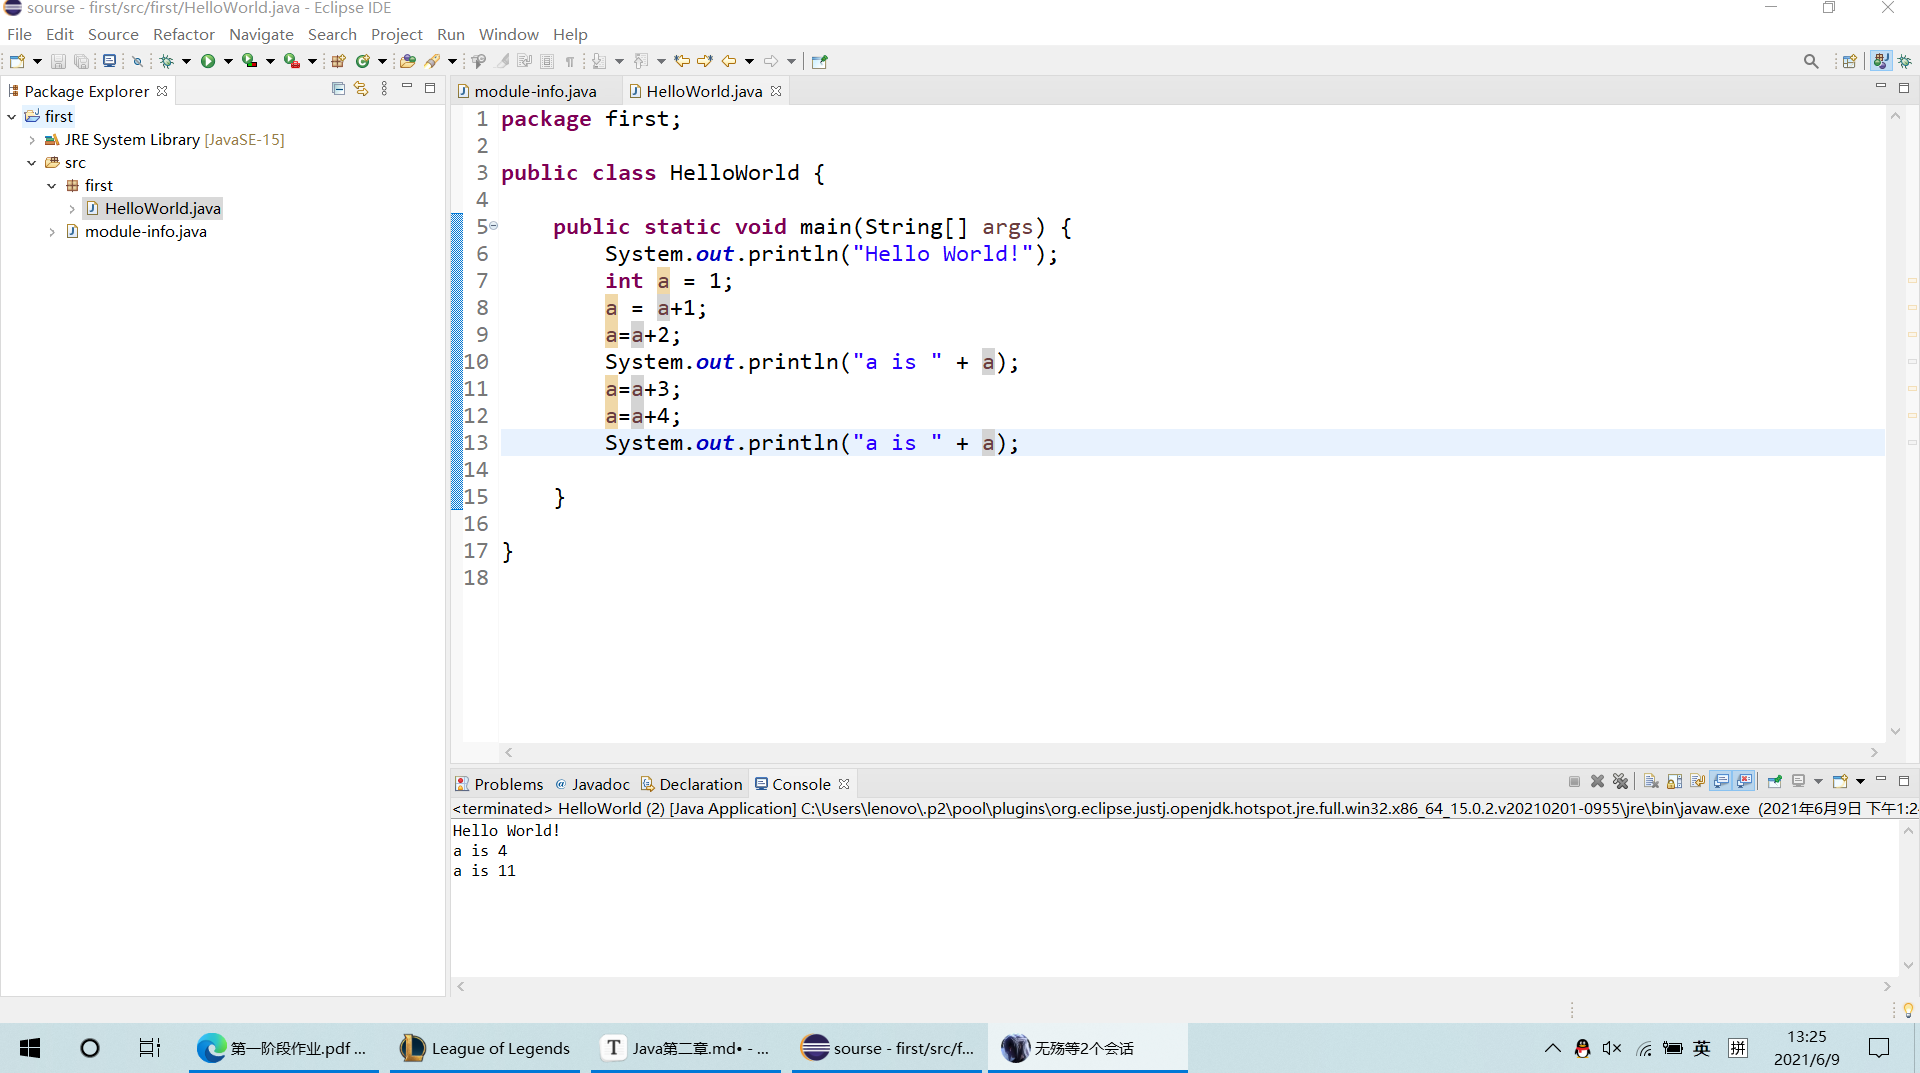 sourse - first/src/first/HelloWorld.java - Eclipse IDE
File Edit Source Refactor Navigate Search Project Run Window Help
Package Explorer
module-info.java
HelloWorld.java
first
JRE System Library [JavaSE-15]
src
first
HelloWorld.java
module-info.java
1 package first;
2
3 public class HelloWorld {
4
5 public static void main(String[] args) {
6 System.out.println("Hello World!");
7 int a = 1;
8 a = a+1;
9 a=a+2;
10 System.out.println("a is " + a);
11 a=a+3;
12 a=a+4;
13 System.out.println("a is " + a);
14
15 }
16
17 }
18
Problems @ Javadoc Declaration Console
<terminated> HelloWorld (2) [Java Application] C:\Users\lenovo\.p2\pool\plugins\org.eclipse.justj.openjdk.hotspot.jre.full.win32.x86_64_15.0.2.v20210201-0955\jre\bin\javaw.exe (2021年6月9日 下午1:2
Hello World!
a is 4
a is 11
第一阶段作业.pdf ...
League of Legends
T Java第二章.md• - ...
sourse - first/src/f...
无殇等2个会话
英
拼
13:25
2021/6/9